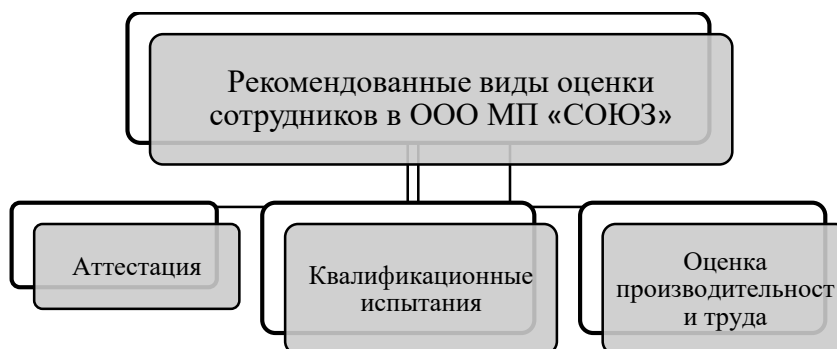 Рекомендованные виды оценки
сотрудников в ООО МП «СОЮЗ»
Аттестация
Квалификационные
испытания
Оценка
производительност
и труда